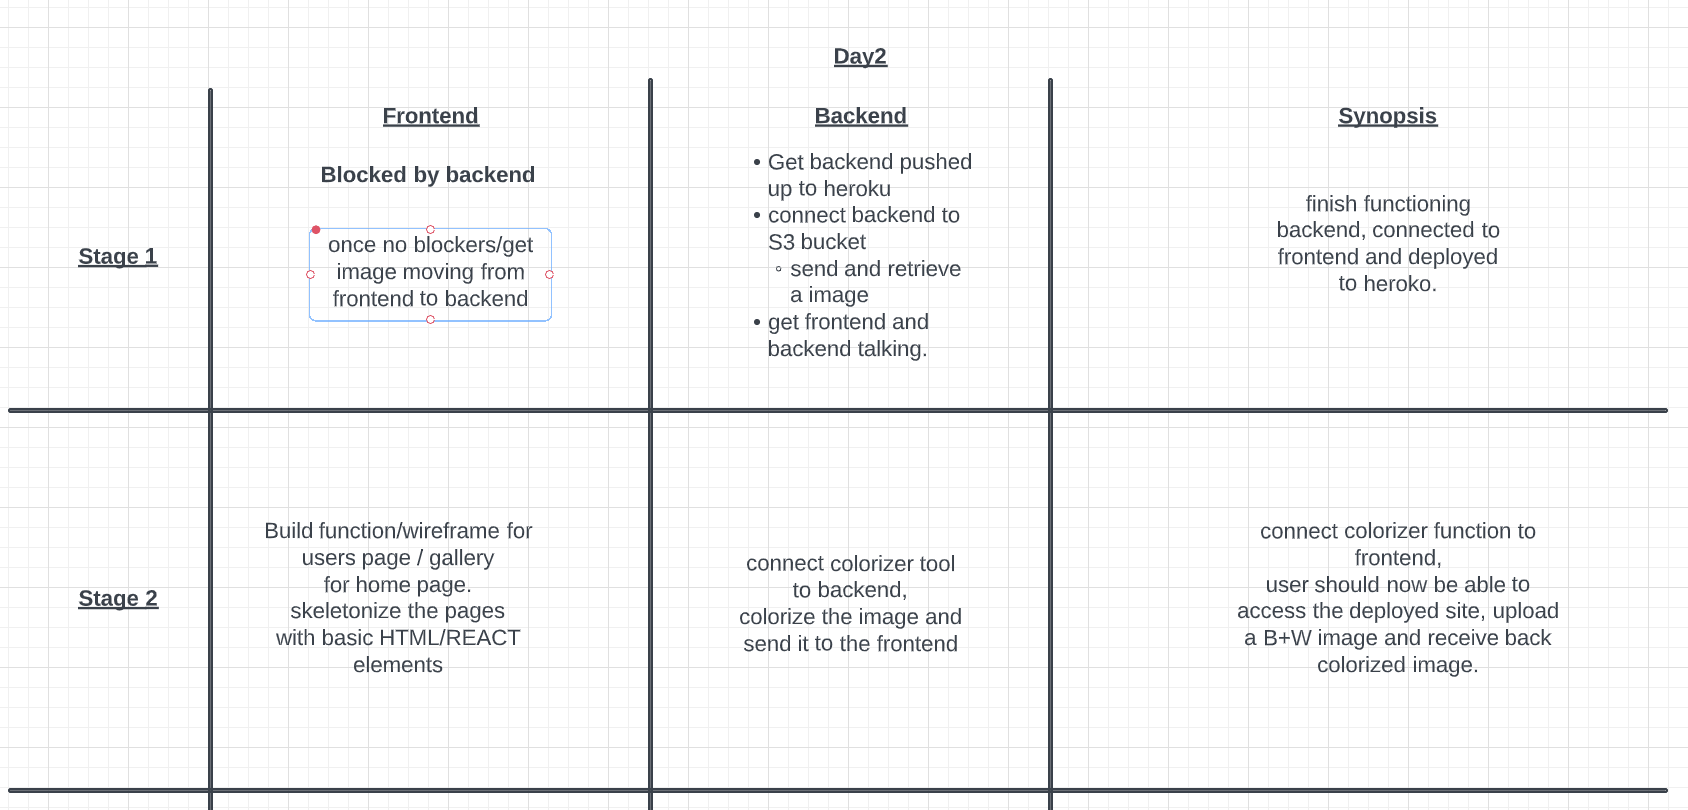 Day2
Frontend
Backend
Synopsis
Stage 1
Blocked by backend
once no blockers/get
image moving from
frontend to backend
• Get backend pushed
up to heroku
• connect backend to
S3 bucket
◦ send and retrieve
a image
• get frontend and
backend talking.
finish functioning
backend, connected to
frontend and deployed
to heroko.
Stage 2
Build function/wireframe for
users page / gallery
for home page.
skeletonize the pages
with basic HTML/REACT
elements
connect colorizer tool
to backend,
colorize the image and
send it to the frontend
connect colorizer function to
frontend,
user should now be able to
access the deployed site, upload
a B+W image and receive back
colorized image.